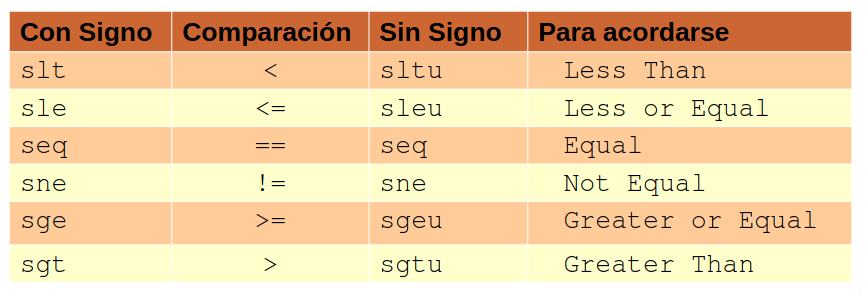 Con Signo Comparación Sin Signo Para acordarse
slt < sltu Less Than
sle <= sleu Less or Equal
seq == seq Equal
sne != sne Not Equal
sge >= sgeu Greater or Equal
sgt > sgtu Greater Than